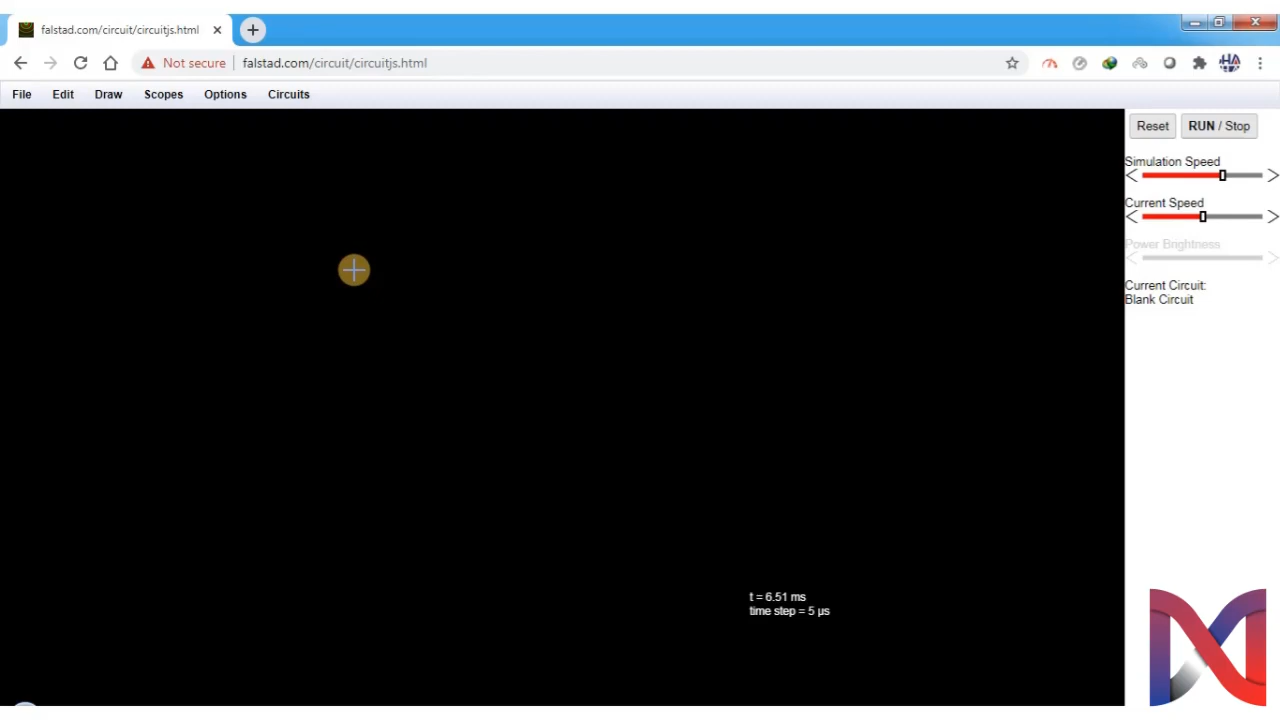 falstad.com/circuit/circuitjs.html
Not secure falstad.com/circuit/circuitjs.html
File Edit Draw Scopes Options Circuits
Reset RUN / Stop
Simulation Speed
Current Speed
Power Brightness
Current Circuit:
Blank Circuit
t = 6.51 ms
time step = 5 µs